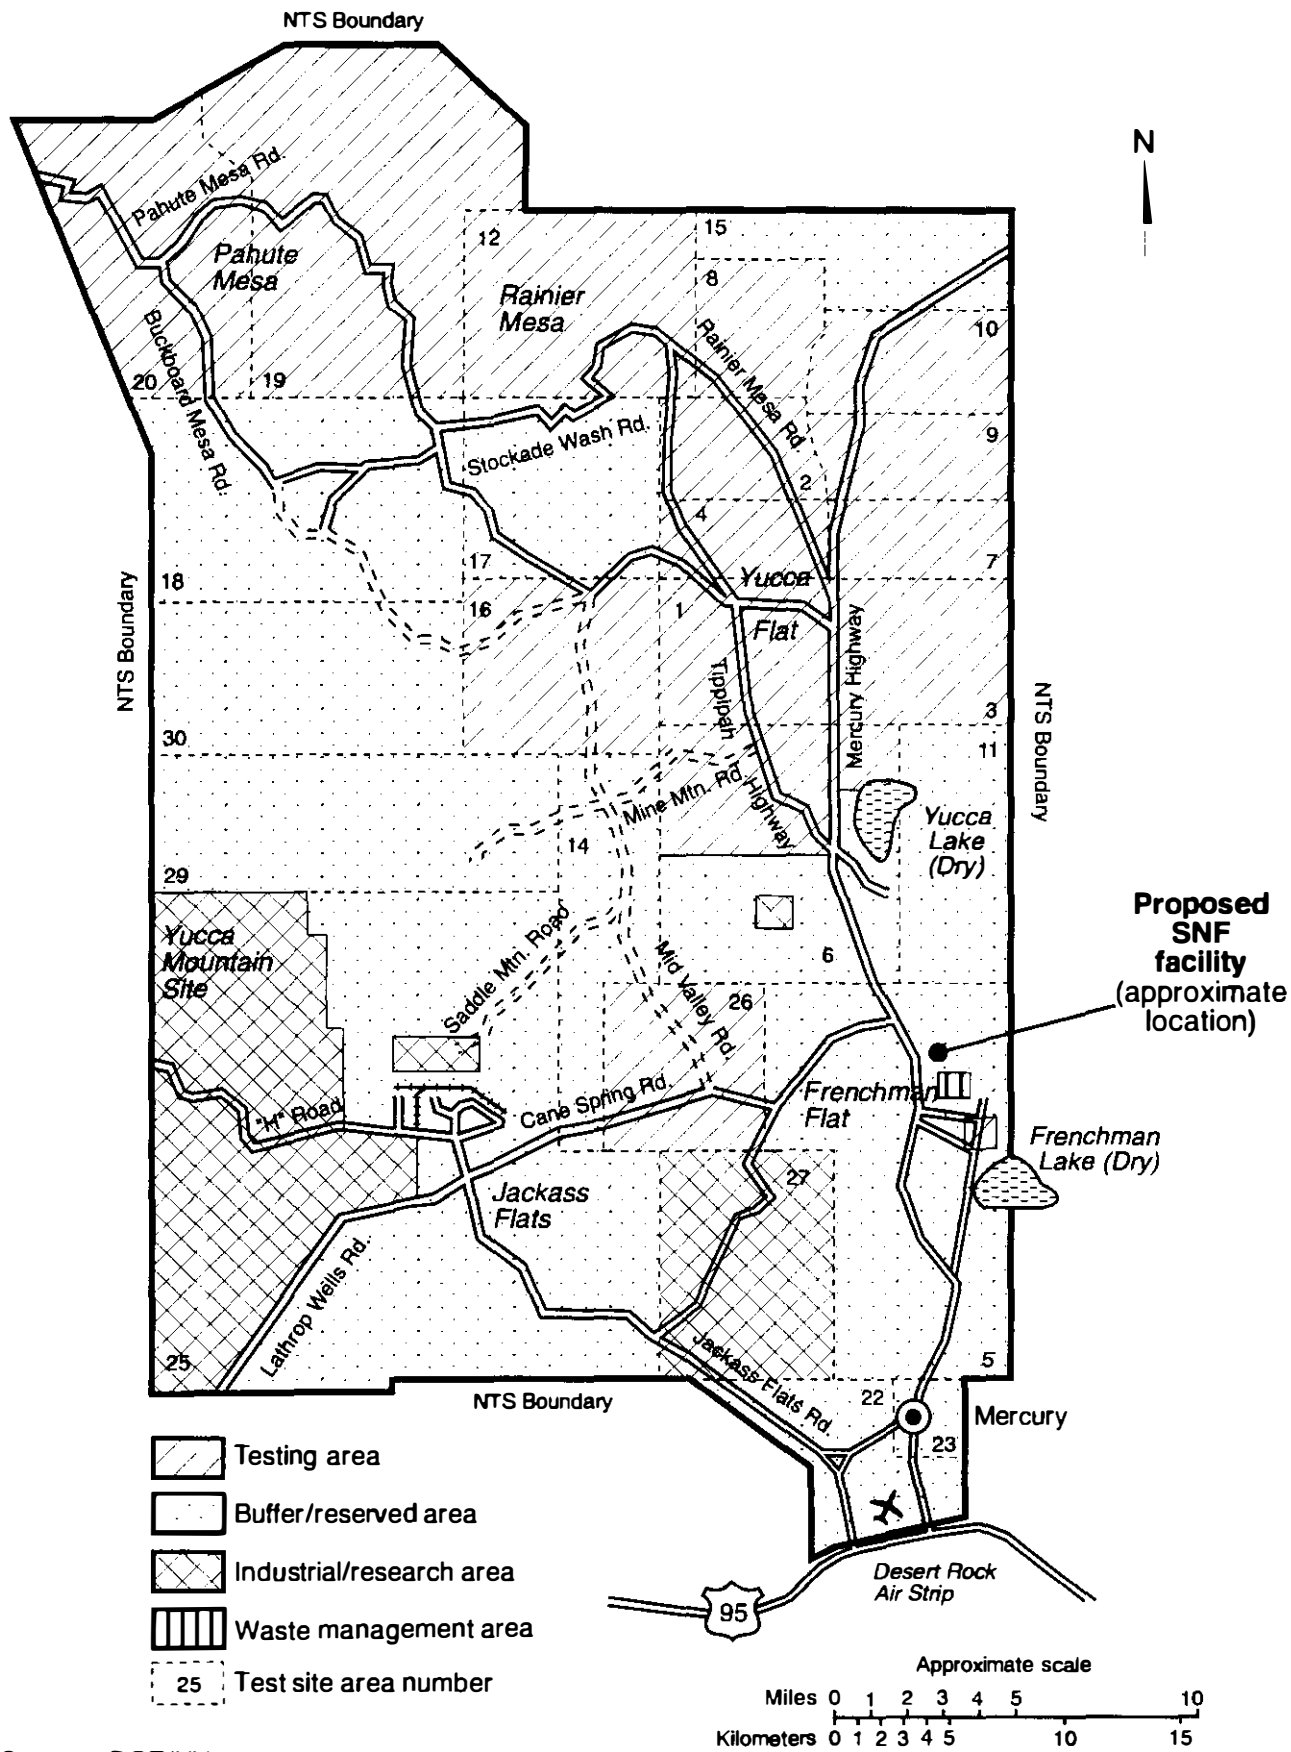 NTS Boundary
N
Pahute Mesa Rd.
Pahute
Mesa
12
15
8
Rainier
Mesa
10
Buckboard Mesa Rd.
Rainier Mesa Rd
20
19
Stockade Wash Rd.
9
2
4
17
7
18
16
1
Yucca
Flat
NTS Boundary
Tippipah
Highway
Mercury Highway
3
NTS Boundary
30
11
Mine Mtn. Rd.
Yucca
Lake
(Dry)
14
29
Yucca
Mountain
Site
Saddle Mtn. Road
Mid Valley Rd.
6
26
Proposed
SNF
facility
(approximate
location)
"H" Road
Cane Spring Rd.
Frenchman
Flat
Frenchman
Lake (Dry)
27
Jackass
Flats
Lathrop Wells Rd.
Jackass Flats Rd.
25
5
NTS Boundary
22
Mercury
23
Testing area
Buffer/reserved area
Industrial/research area
Waste management area
25 Test site area number
Desert Rock
Air Strip
95
Approximate scale
Miles 0 1 2 3 4 5 10
Kilometers 0 1 2 3 4 5 10 15